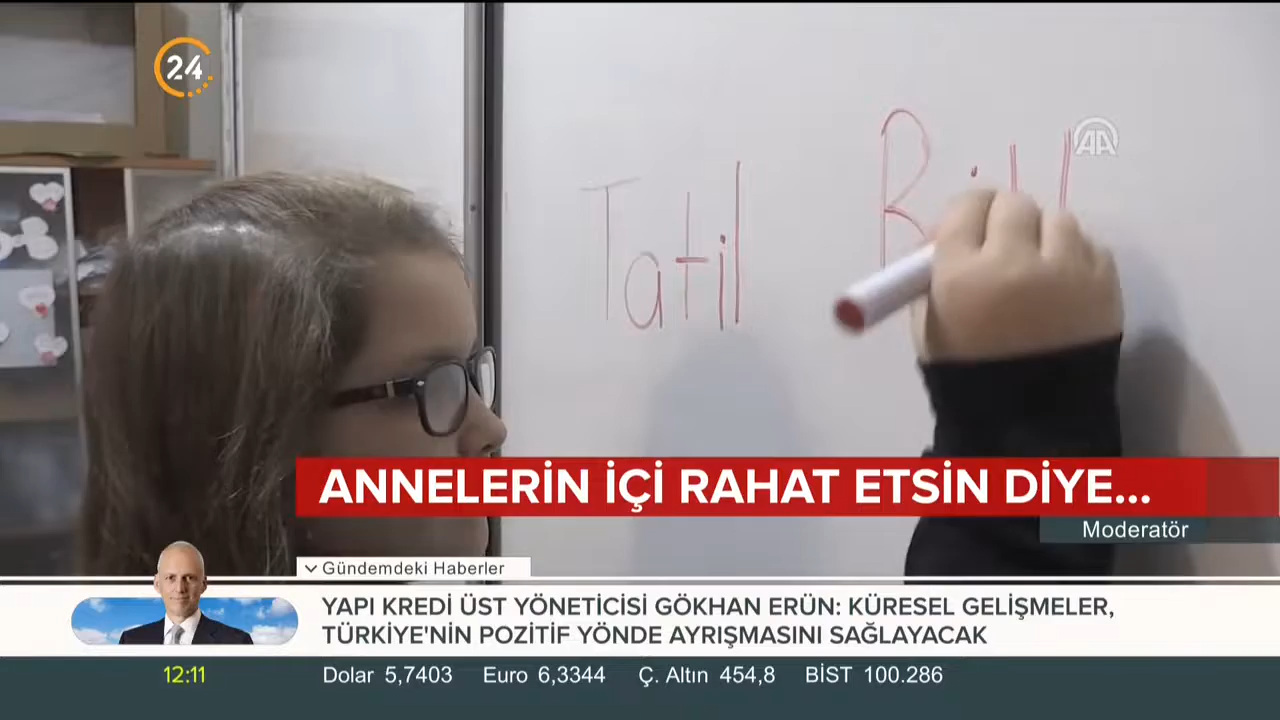 24
AA
Tatil
ANNELERİN İÇİ RAHAT ETSİN DİYE...
Moderatör
Gündemdeki Haberler
YAPI KREDİ ÜST YÖNETİCİSİ GÖKHAN ERÜN: KÜRESEL GELİŞMELER,
TÜRKİYE'NİN POZİTİF YÖNDE AYRIŞMASINI SAĞLAYACAK
12:11 Dolar 5,7403 Euro 6,3344 Ç. Altın 454,8 BİST 100.286